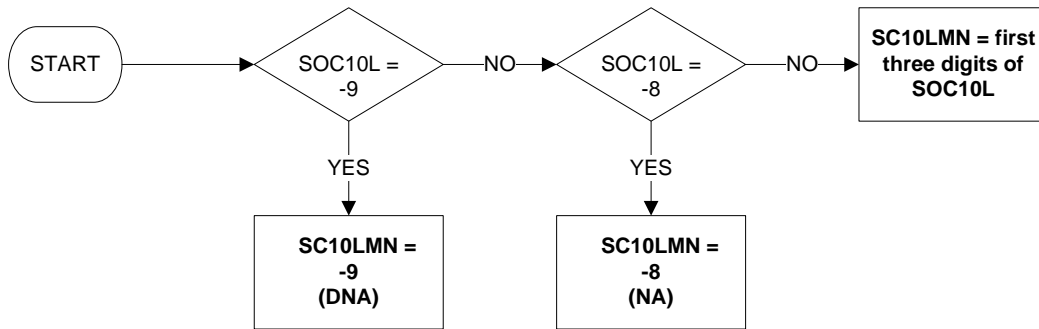 START
SOC10L =
-9
NO
SOC10L =
-8
NO
SC10LMN = first
three digits of
SOC10L
YES
YES
SC10LMN =
-9
(DNA)
SC10LMN =
-8
(NA)